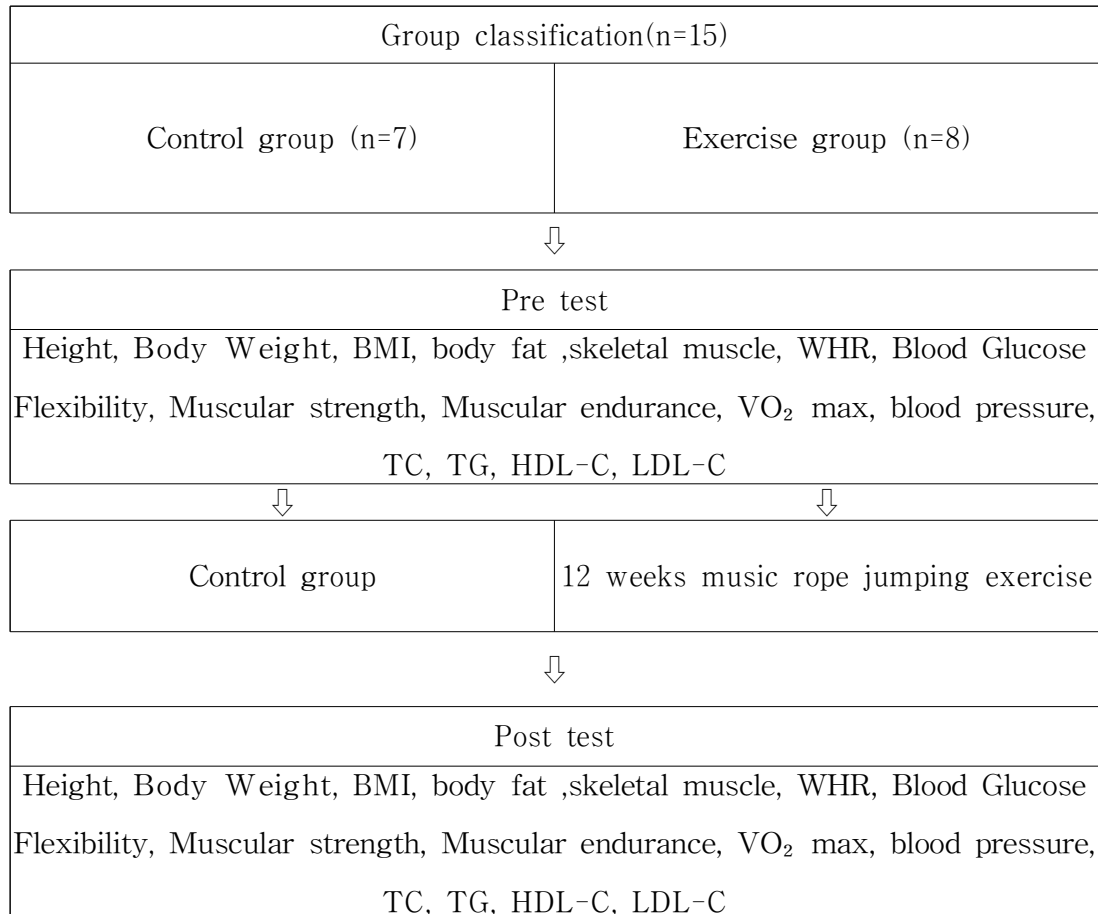 Group classification(n=15)
Control group (n=7)
Exercise group (n=8)
Pre test
Height, Body Weight, BMI, body fat ,skeletal muscle, WHR, Blood Glucose
Flexibility, Muscular strength, Muscular endurance, VO₂ max, blood pressure,
TC, TG, HDL-C, LDL-C
Control group
12 weeks music rope jumping exercise
Post test
Height, Body Weight, BMI, body fat ,skeletal muscle, WHR, Blood Glucose
Flexibility, Muscular strength, Muscular endurance, VO₂ max, blood pressure,
TC, TG, HDL-C, LDL-C